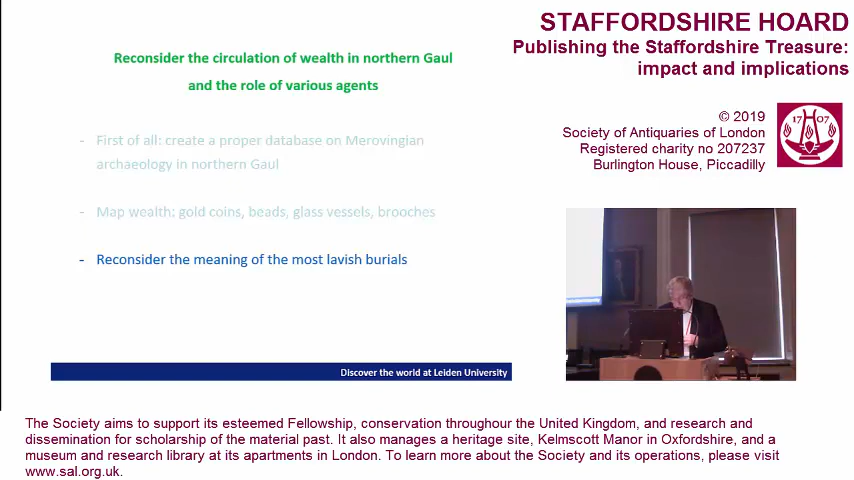 STAFFORDSHIRE HOARD
Publishing the Staffordshire Treasure:
impact and implications
Reconsider the circulation of wealth in northern Gaul
and the role of various agents
- First of all: create a proper database on Merovingian
archaeology in northern Gaul
- Map wealth: gold coins, beads, glass vessels, brooches
- Reconsider the meaning of the most lavish burials
Discover the world at Leiden University
© 2019
Society of Antiquaries of London
Registered charity no 207237
Burlington House, Piccadilly
17 07
The Society aims to support its esteemed Fellowship, conservation throughour the United Kingdom, and research and
dissemination for scholarship of the material past. It also manages a heritage site, Kelmscott Manor in Oxfordshire, and a
museum and research library at its apartments in London. To learn more about the Society and its operations, please visit
www.sal.org.uk.